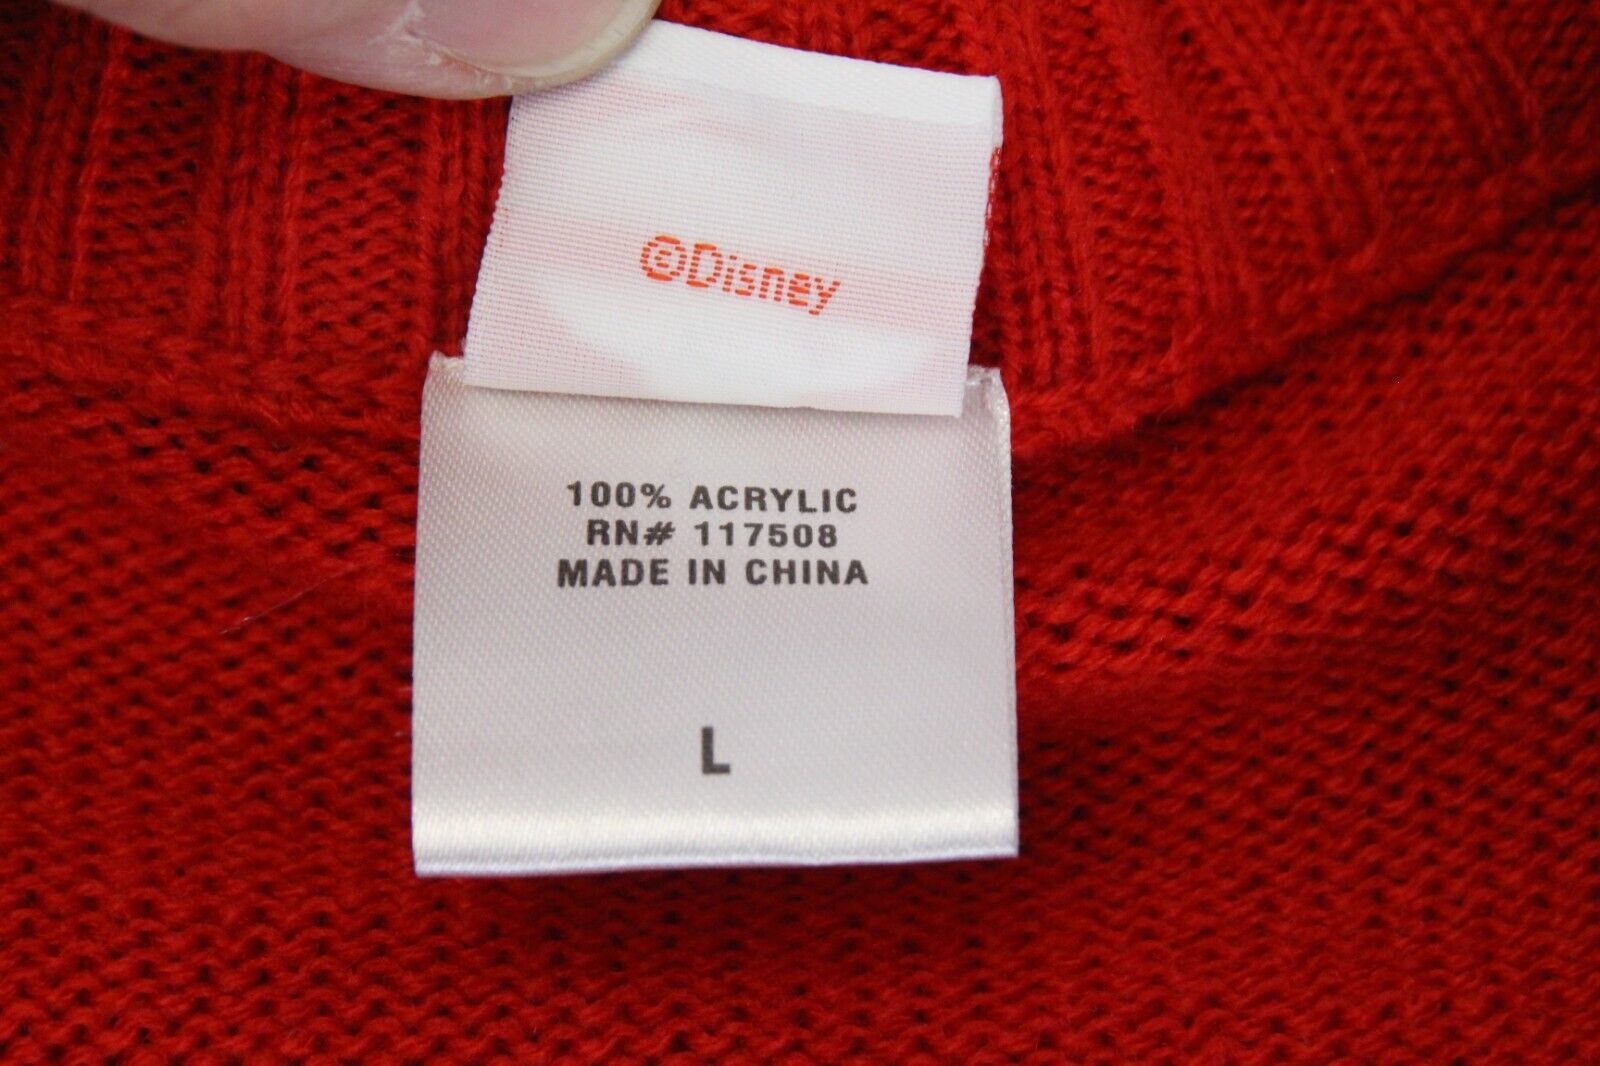 ©Disney
100% ACRYLIC
RN# 117508
MADE IN CHINA
L